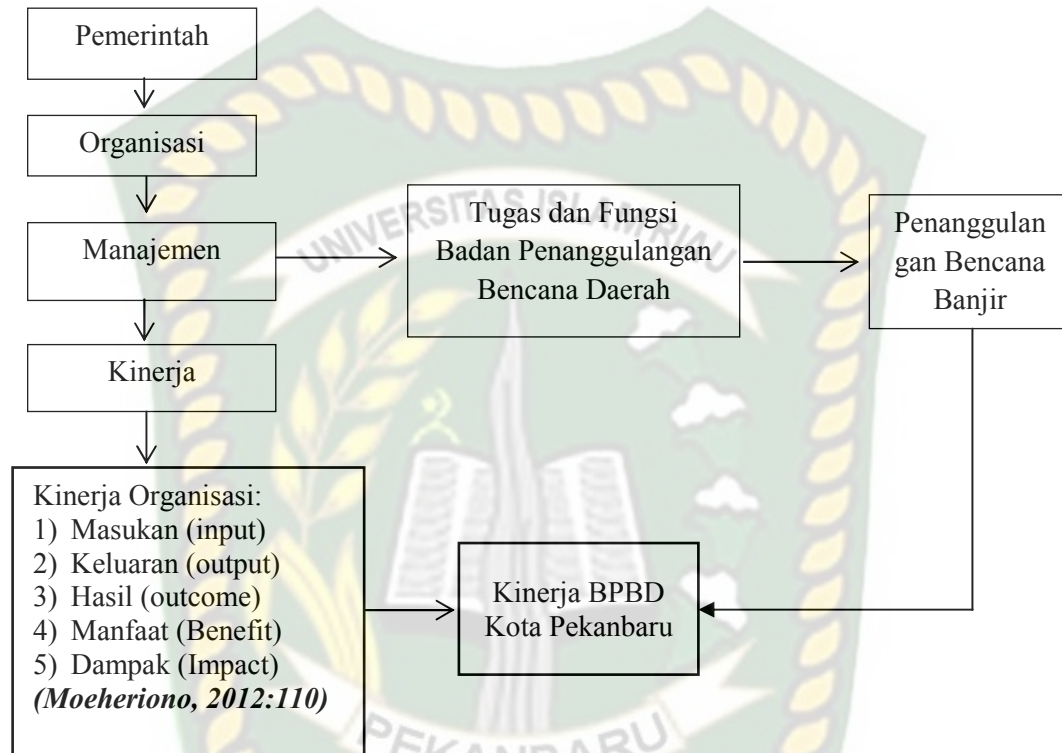 Pemerintah
Organisasi
Manajemen
Tugas dan Fungsi
Badan Penanggulangan
Bencana Daerah
Penanggulan
gan Bencana
Banjir
Kinerja
Kinerja Organisasi:
1) Masukan (input)
2) Keluaran (output)
3) Hasil (outcome)
4) Manfaat (Benefit)
5) Dampak (Impact)
(Moeheriono, 2012:110)
Kinerja BPBD
Kota Pekanbaru
UNIVERSITAS ISLAM RIAU
PEKANBARU